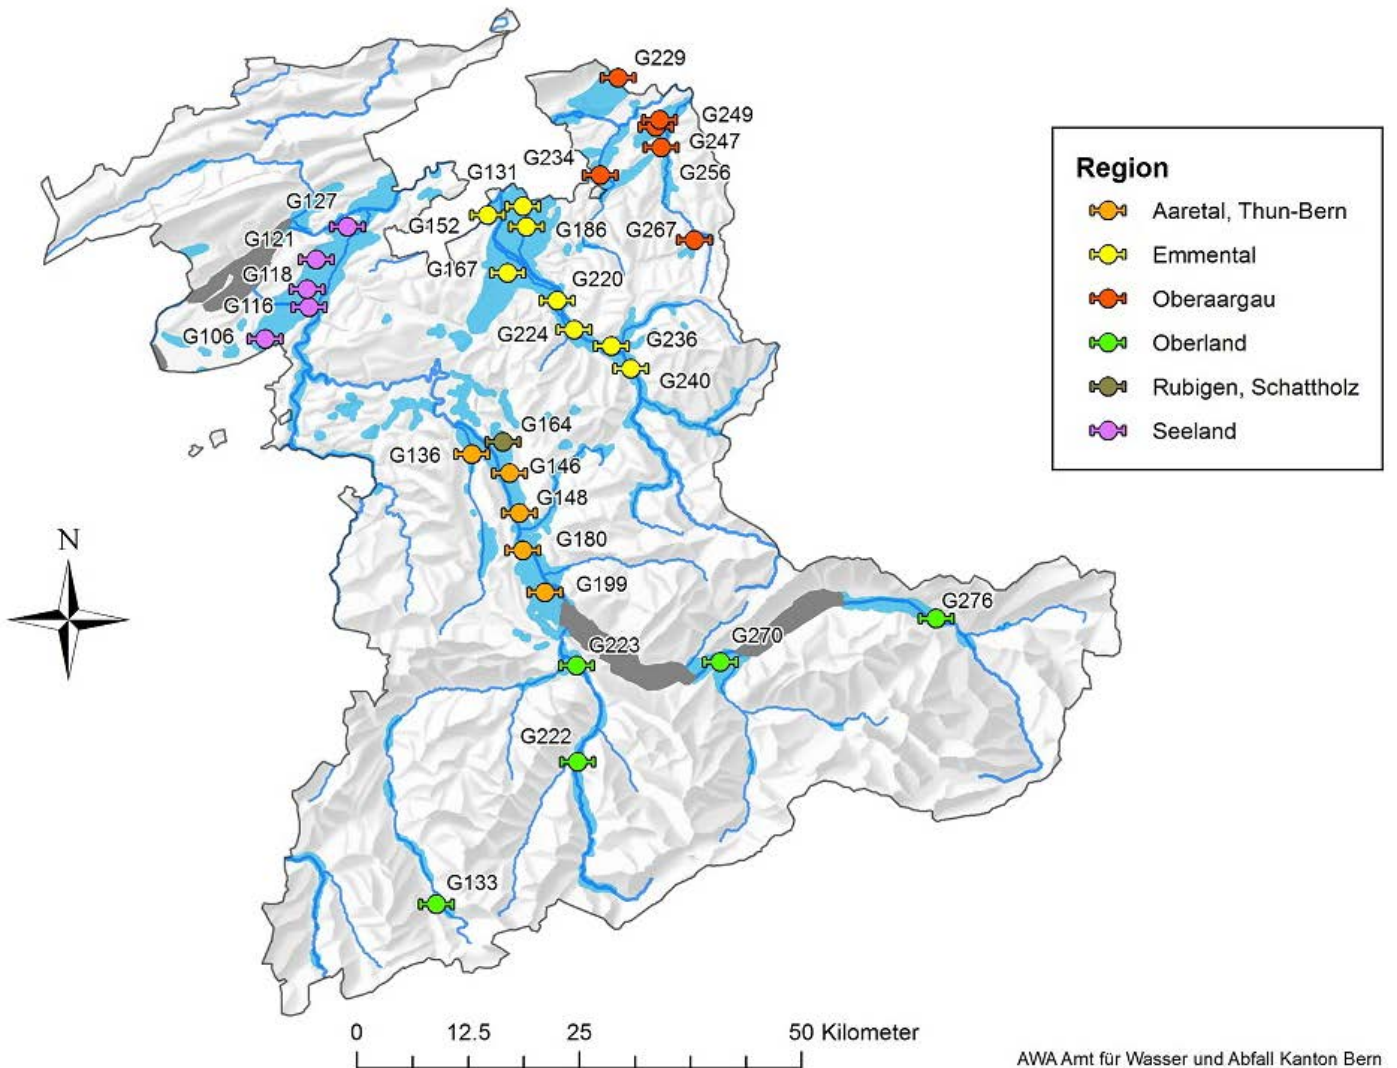 G229
G249
G247
G234
G256
G131
G127
G152
G186
G267
G121
G118
G167
G220
G116
G106
G224
G236
G240
G164
G136
G146
G148
G180
G199
G276
G223
G270
G222
G133
N
Region
Aaretal, Thun-Bern
Emmental
Oberaargau
Oberland
Rubigen, Schattholz
Seeland
0 12.5 25 50 Kilometer
AWA Amt für Wasser und Abfall Kanton Bern